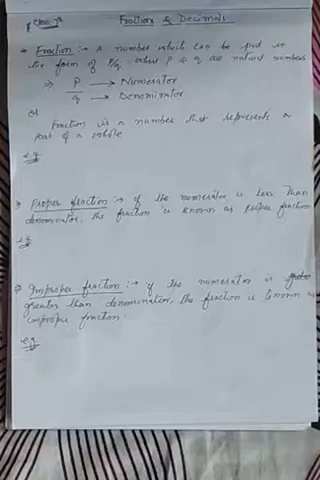 Fractions & Decimals
→ Fraction :→ A number which can be put in
the form of P/q, where P & q are natural numbers
⇒ P → Numerator
q → Denominator
or
Fraction is a number that represents a
part of a whole
e.g
→ Proper fraction :→ if the numerator is less than
denominator, the fraction is known as proper fraction
e.g
→ Improper fraction :→ if the numerator is
greater than denominator, the fraction is known as
improper fraction.
e.g